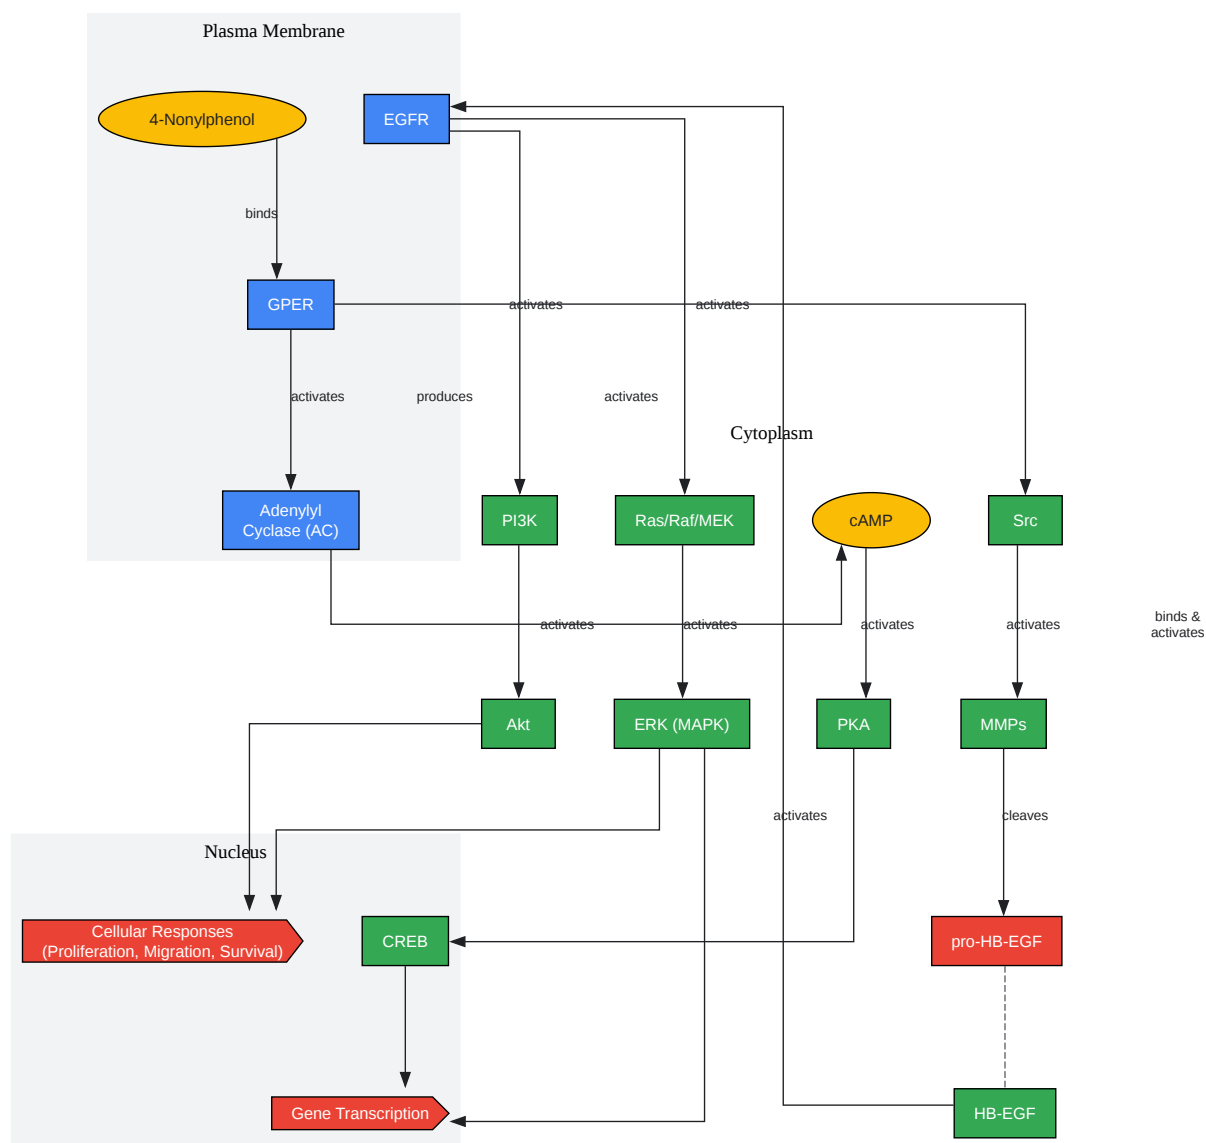 Plasma Membrane
4-Nonylphenol
EGFR
binds
GPER
activates
activates
activates
produces
activates
Cytoplasm
Adenylyl
Cyclase (AC)
PI3K
Ras/Raf/MEK
cAMP
Src
activates
activates
activates
activates
binds &
activates
Akt
ERK (MAPK)
PKA
MMPs
activates
cleaves
Nucleus
Cellular Responses
(Proliferation, Migration, Survival)
CREB
pro-HB-EGF
Gene Transcription
HB-EGF